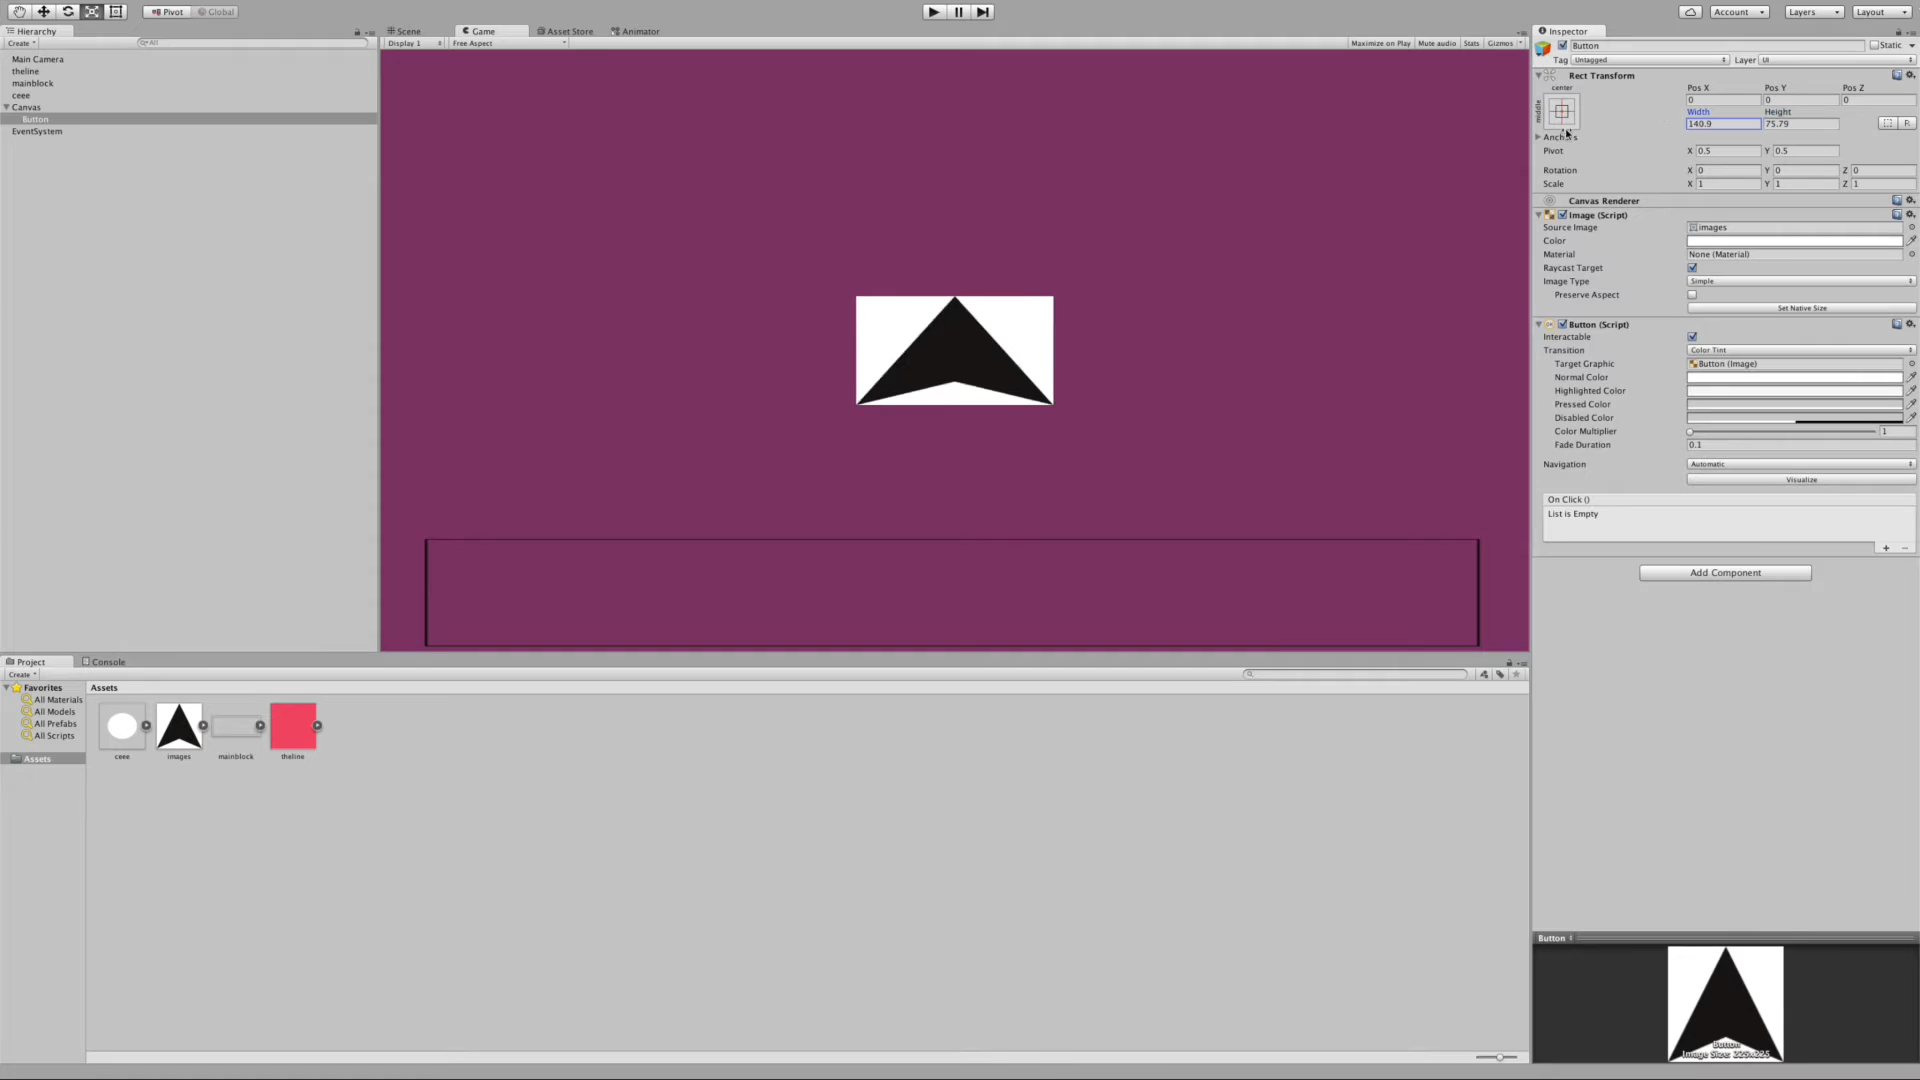 Pivot Global
Account Layers Layout
Hierarchy
Create All
Main Camera
theline
mainblock
ceee
Canvas
Button
EventSystem
Scene Game Asset Store Animator
Display 1 Free Aspect Maximize on Play Mute audio Stats Gizmos
Inspector
Button Static
Tag Untagged Layer UI
Rect Transform
center
middle
Pos X Pos Y Pos Z
0 0 0
Width Height
140.9 75.79 R
Anchors
Pivot X 0.5 Y 0.5
Rotation X 0 Y 0 Z 0
Scale X 1 Y 1 Z 1
Canvas Renderer
Image (Script)
Source Image images
Color
Material None (Material)
Raycast Target
Image Type Simple
Preserve Aspect
Set Native Size
Button (Script)
Interactable
Transition Color Tint
Target Graphic Button (Image)
Normal Color
Highlighted Color
Pressed Color
Disabled Color
Color Multiplier 1
Fade Duration 0.1
Navigation Automatic
Visualize
On Click ()
List is Empty
Add Component
Project Console
Create
Favorites
All Materials
All Models
All Prefabs
All Scripts
Assets
Assets
ceee images mainblock theline
Button
Button
Image Size: 225x225